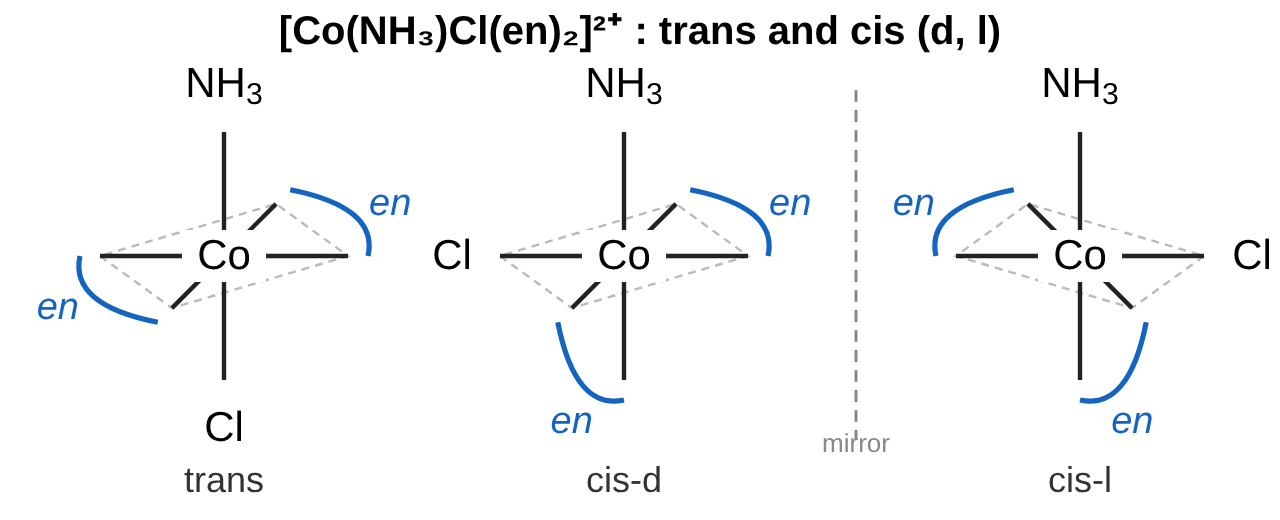 [Co(NH₃)Cl(en)₂]²⁺ : trans and cis (d, l)
NH₃ NH₃ NH₃
en en en
Cl Co Co Co Cl
en
Cl en en
mirror
trans cis-d cis-l